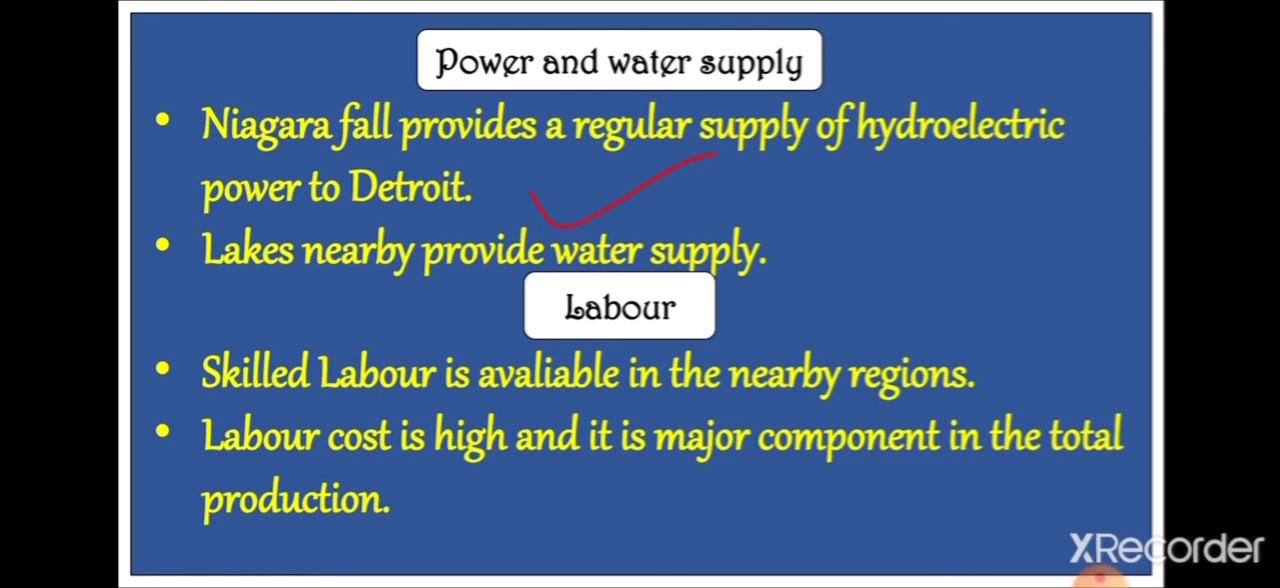 Power and water supply
• Niagara fall provides a regular supply of hydroelectric
power to Detroit.
• Lakes nearby provide water supply.
Labour
• Skilled Labour is avaliable in the nearby regions.
• Labour cost is high and it is major component in the total
production.
XRecorder